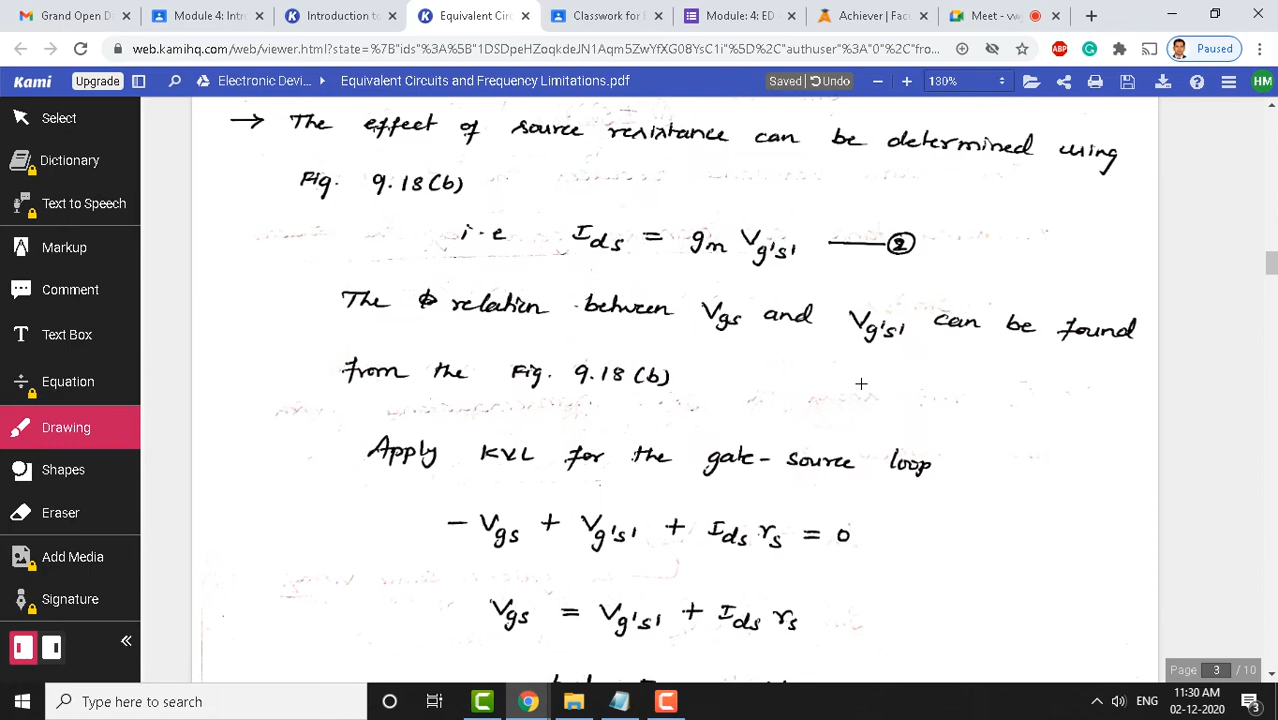 Grand Open D
Module 4: Intr
Introduction to
Equivalent Circ
Classwork for E
Module: 4: ED -
Achiever | Fac
Meet - vw
web.kamihq.com/web/viewer.html?state=%7B"ids"%3A%5B"1DSDpeHZoqkdeJN1Aqm5ZwYfXG08YsC1i"%5D%2C"action"...
Paused
Kami
Upgrade
Electronic Devi...
Equivalent Circuits and Frequency Limitations.pdf
Saved
Undo
180%
HM
Select
Dictionary
Text to Speech
Markup
Comment
Text Box
Equation
Drawing
Shapes
Eraser
Add Media
Signature
→ The effect of source resistance can be determined using
Fig. 9.18(b)
i.e Ids = gm Vg's' —— ②
The relation between Vgs and Vg's' can be found
from the Fig. 9.18 (b)
Apply KVL for the gate-source loop
- Vgs + Vg's' + Ids rs = 0
Vgs = Vg's' + Ids rs
Page 3 / 10
Type here to search
ENG
11:30 AM
02-12-2020
3